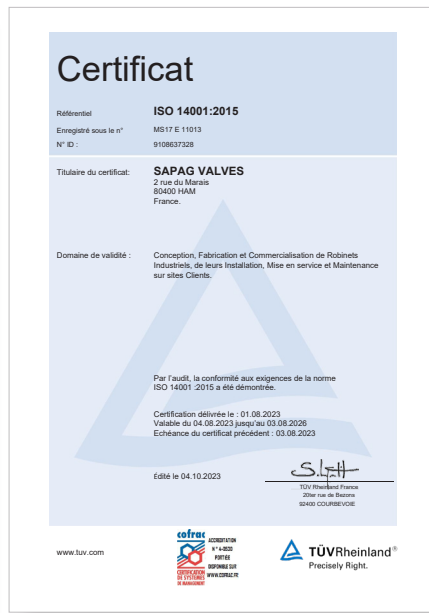 Certificat
Référentiel ISO 14001:2015
Enregistré sous le n° MS17 E 11013
N° ID : 9108637328
Titulaire du certificat: SAPAG VALVES
2 rue du Marais
80400 HAM
France.
Domaine de validité : Conception, Fabrication et Commercialisation de Robinets
Industriels, de leurs Installation, Mise en service et Maintenance
sur sites Clients.
Par l'audit, la conformité aux exigences de la norme
ISO 14001 :2015 a été démontrée.
Certification délivrée le : 01.08.2023
Valable du 04.08.2023 jusqu'au 03.08.2026
Echéance du certificat précédent : 03.08.2023
Édité le 04.10.2023
TÜV Rheinland France
20ter rue de Bezons
92400 COURBEVOIE
www.tuv.com
cofrac
CERTIFICATION
DE SYSTEMES
DE MANAGEMENT
ACCREDITATION
N° 4-0520
PORTÉE
DISPONIBLE SUR
WWW.COFRAC.FR
TÜVRheinland®
Precisely Right.